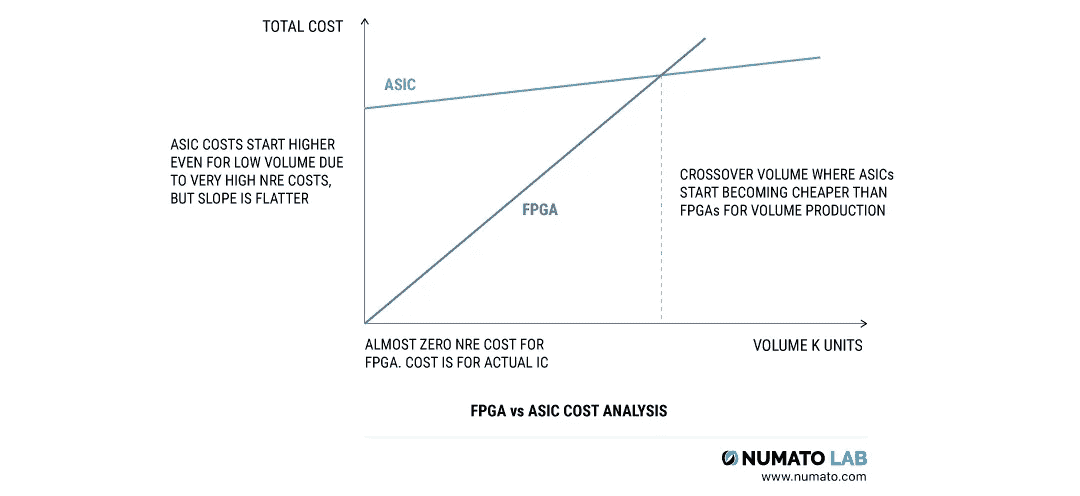 TOTAL COST
ASIC
ASIC COSTS START HIGHER
EVEN FOR LOW VOLUME DUE
TO VERY HIGH NRE COSTS,
BUT SLOPE IS FLATTER
CROSSOVER VOLUME WHERE ASICs
START BECOMING CHEAPER THAN
FPGAs FOR VOLUME PRODUCTION
FPGA
ALMOST ZERO NRE COST FOR
FPGA. COST IS FOR ACTUAL IC
VOLUME K UNITS
FPGA vs ASIC COST ANALYSIS
NUMATO LAB
www.numato.com